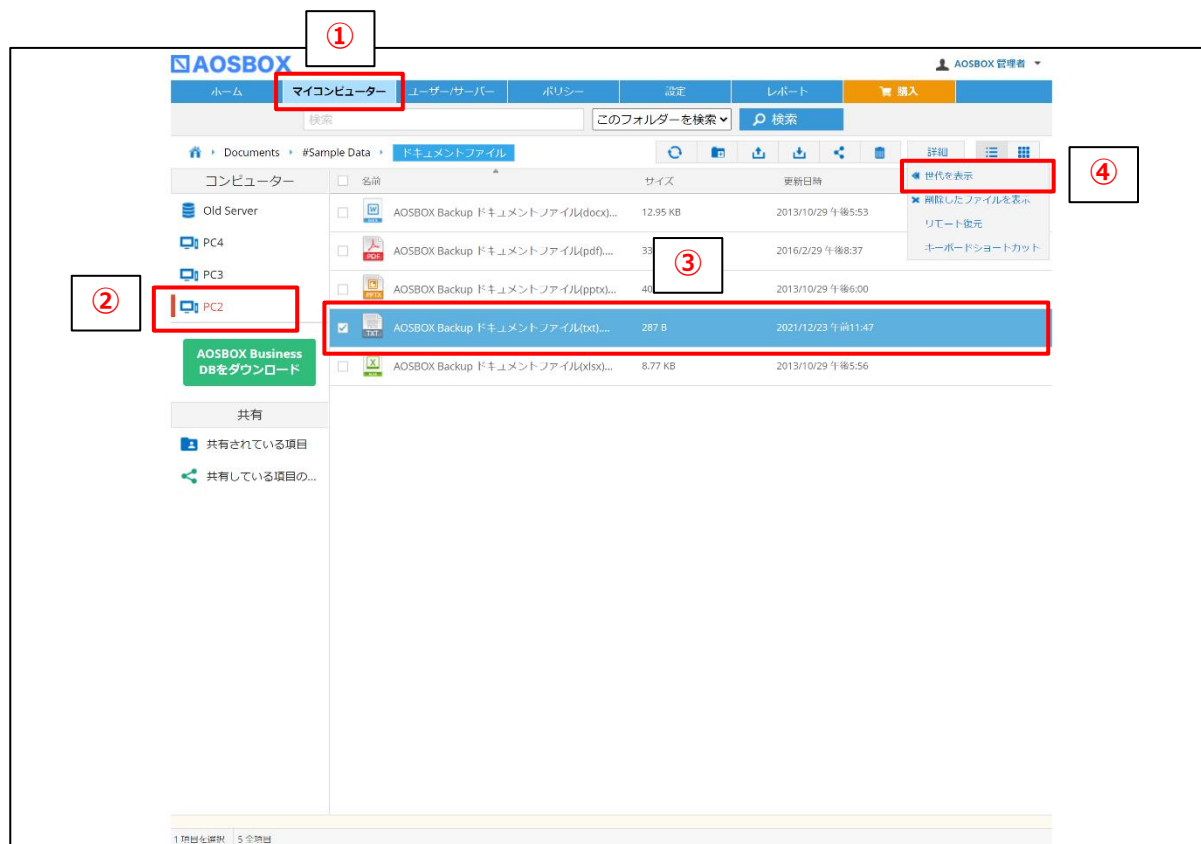 ①
AOSBOX
AOSBOX 管理者
ホーム マイコンピューター ユーザー/サーバー ポリシー 設定 レポート 購入
検索 このフォルダーを検索 検索
Documents #Sample Data ドキュメントファイル 詳細
④
コンピューター 名前 サイズ 更新日時 世代を表示
削除したファイルを表示
Old Server AOSBOX Backup ドキュメントファイル(docx)... 12.95 KB 2013/10/29 午後5:53
リモート復元
PC4 AOSBOX Backup ドキュメントファイル(pdf).... 33 2016/2/29 午後8:37 キーボードショートカット
③
PC3
AOSBOX Backup ドキュメントファイル(pptx)... 40 2013/10/29 午後6:00
②
PC2
AOSBOX Backup ドキュメントファイル(txt).... 287 B 2021/12/23 午前11:47
TXT
PDF
PPTX
AOSBOX Business
DBをダウンロード
AOSBOX Backup ドキュメントファイル(xlsx)... 8.77 KB 2013/10/29 午後5:56
共有
共有されている項目
共有している項目の...
1 項目を選択 5 全項目